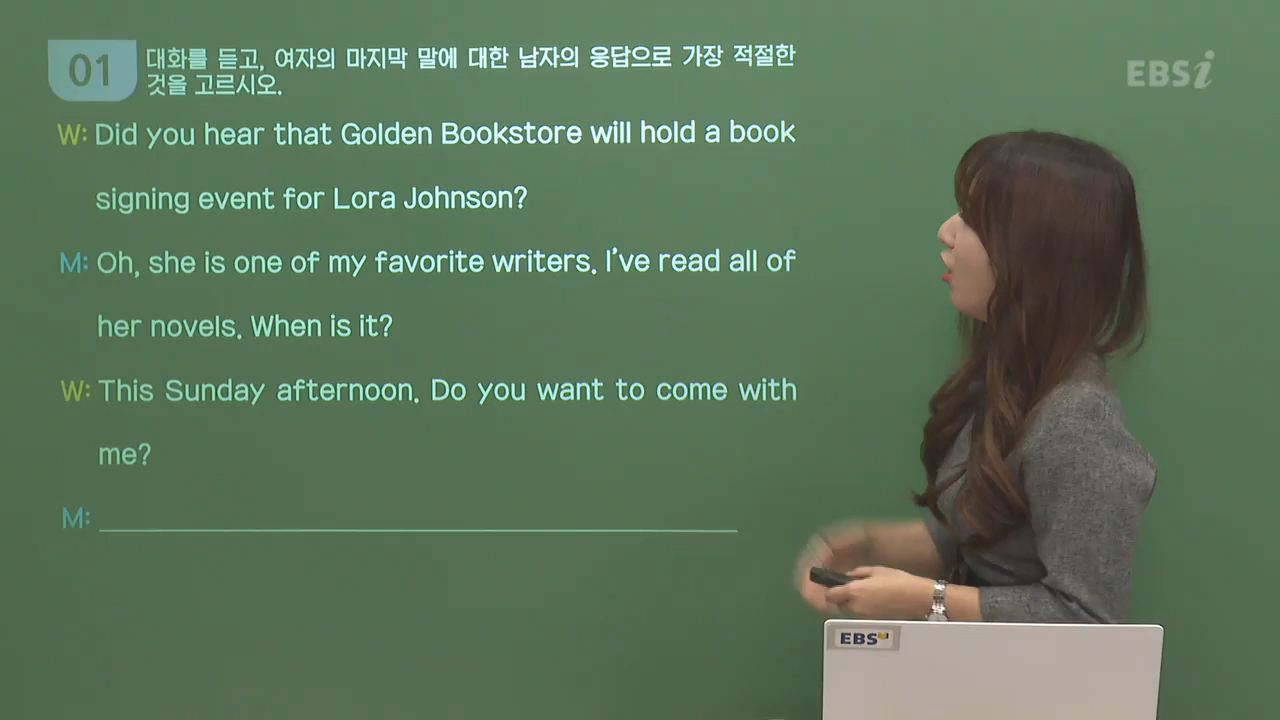 01
대화를 듣고, 여자의 마지막 말에 대한 남자의 응답으로 가장 적절한
것을 고르시오.
EBSi
W: Did you hear that Golden Bookstore will hold a book
signing event for Lora Johnson?
M: Oh, she is one of my favorite writers. I've read all of
her novels. When is it?
W: This Sunday afternoon. Do you want to come with
me?
M:
EBS